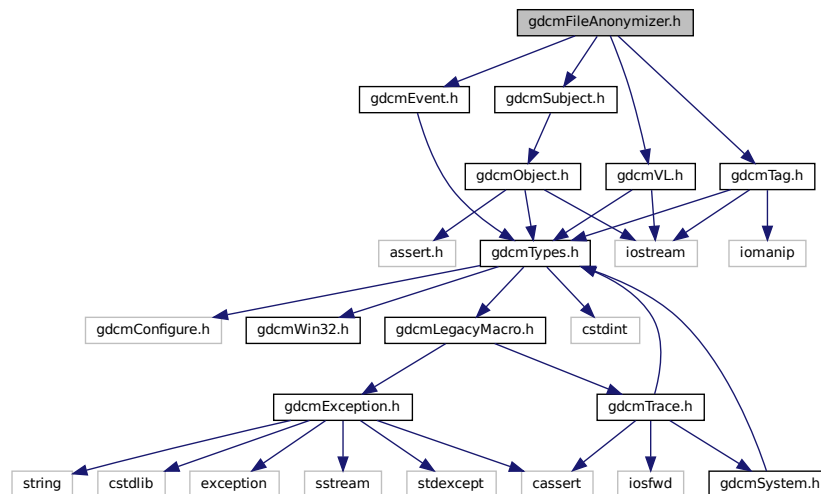 gdcmFileAnonymizer.h
gdcmEvent.h
gdcmSubject.h
gdcmObject.h
gdcmVL.h
gdcmTag.h
assert.h
gdcmTypes.h
iostream
iomanip
gdcmConfigure.h
gdcmWin32.h
gdcmLegacyMacro.h
cstdint
gdcmException.h
gdcmTrace.h
string
cstdlib
exception
sstream
stdexcept
cassert
iosfwd
gdcmSystem.h